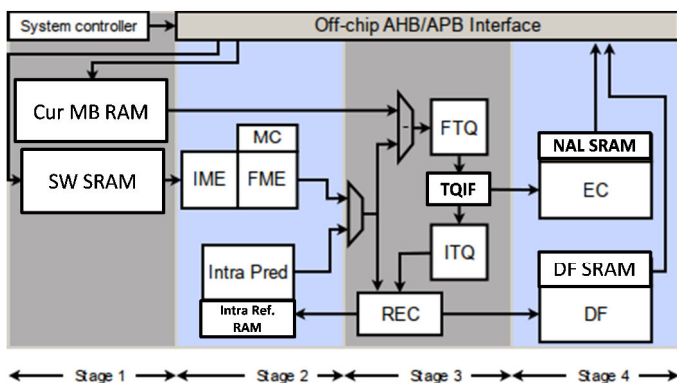 System controller
Off-chip AHB/APB Interface
Cur MB RAM
SW SRAM
MC
IME
FME
Intra Pred
Intra Ref.
RAM
-
FTQ
TQIF
ITQ
REC
NAL SRAM
EC
DF SRAM
DF
Stage 1
Stage 2
Stage 3
Stage 4